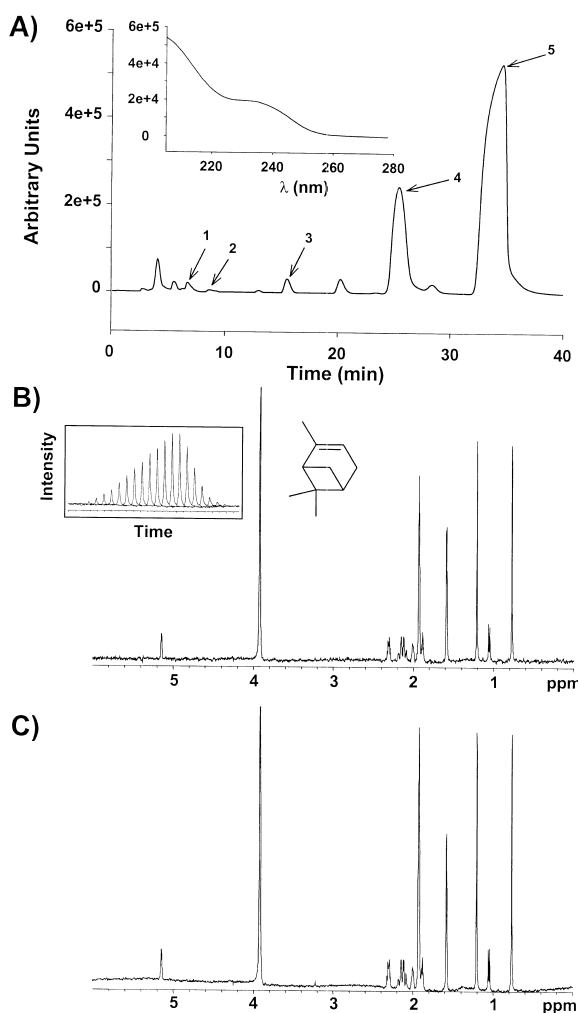 A)
6e+5
4e+5
2e+5
0
Arbitrary Units
6e+5
4e+4
2e+4
0
220 240 260 280
λ (nm)
1
2
3
4
5
0 10 20 30 40
Time (min)
B)
Intensity
Time
5 4 3 2 1 ppm
C)
5 4 3 2 1 ppm